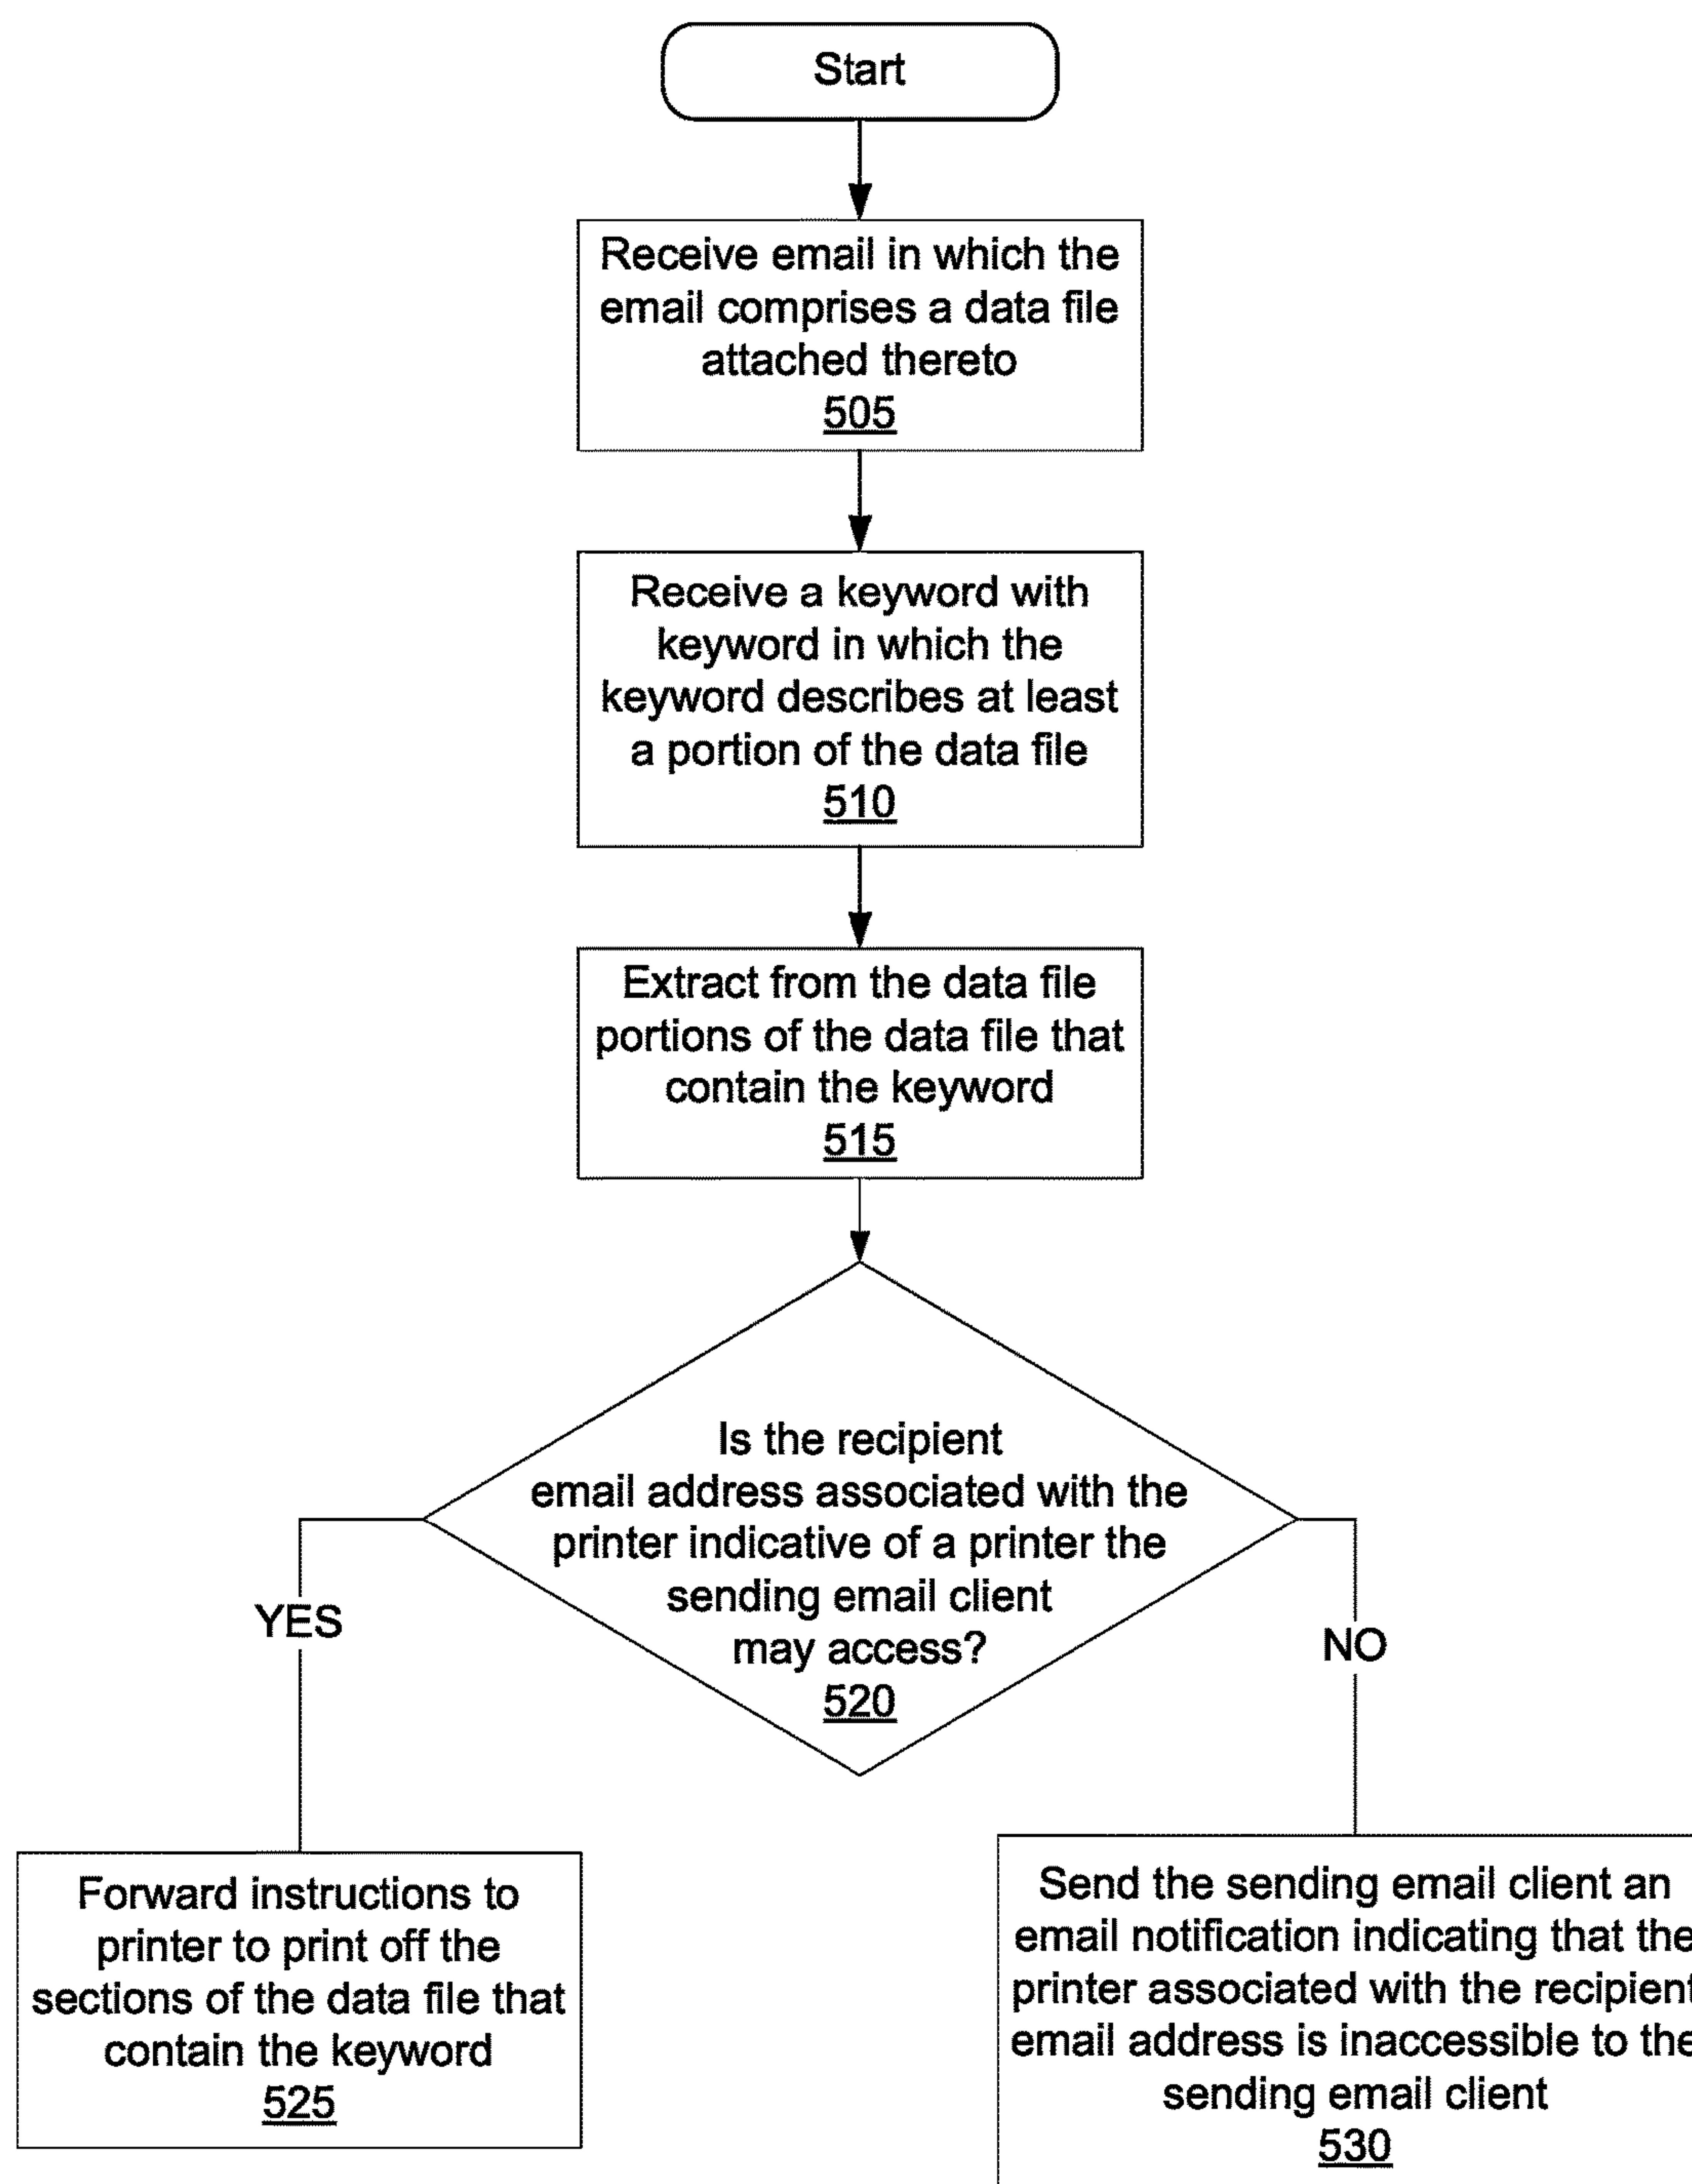 Start
Receive email in which the
email comprises a data file
attached thereto
505
Receive a keyword with
keyword in which the
keyword describes at least
a portion of the data file
510
Extract from the data file
portions of the data file that
contain the keyword
515
Is the recipient
email address associated with the
printer indicative of a printer the
sending email client
may access?
520
YES
NO
Forward instructions to
printer to print off the
sections of the data file that
contain the keyword
525
Send the sending email client an
email notification indicating that the
printer associated with the recipient
email address is inaccessible to the
sending email client
530